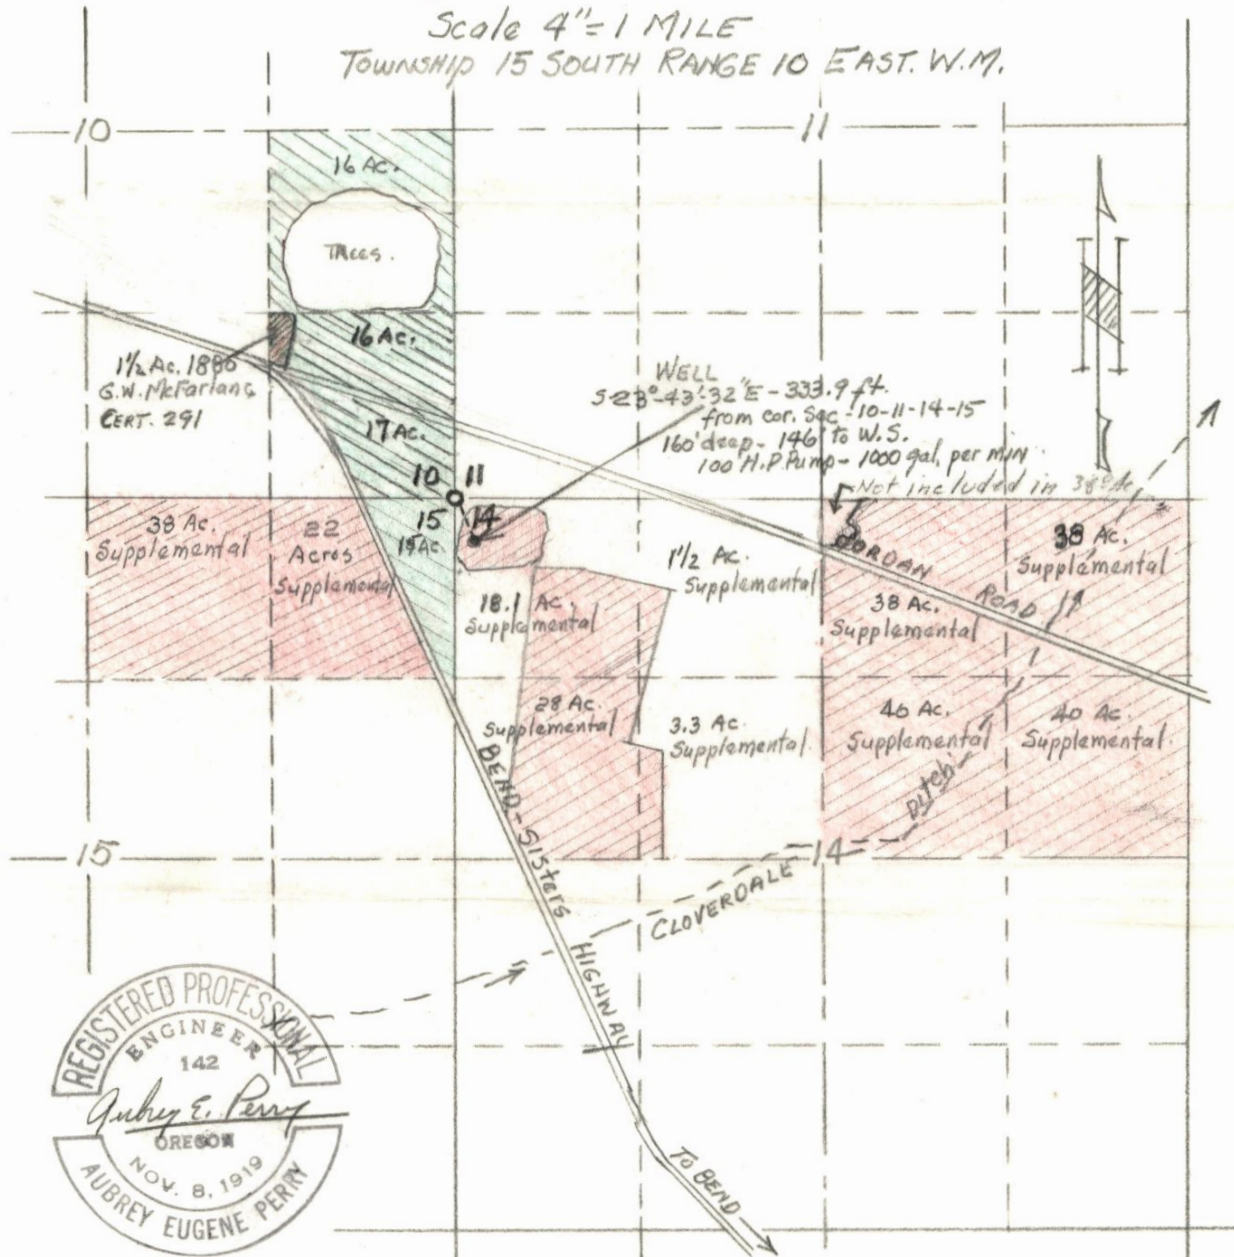 Scale 4"=1 MILE
TOWNSHIP 15 SOUTH RANGE 10 EAST. W.M.
10
11
16 Ac.
Trees.
16 Ac.
1½ Ac. 1880
G.W. McFarland
CERT. 291
WELL
S-23°-43'-32"E - 333.9 ft.
from cor. Sec - 10-11-14-15
160' deep - 146' to W.S.
100 H.P. Pump - 1000 gal. per MIN
Not included in 38 Ac
17 Ac.
10 11
15 14
Ac.
38 Ac.
Supplemental
22
Acres
Supplemental
18.1 Ac.
Supplemental
1½ Ac.
Supplemental
38 Ac.
Supplemental
JORDAN ROAD
38 Ac.
Supplemental
28 Ac.
Supplemental
3.3 Ac.
Supplemental
40 Ac.
Supplemental
40 Ac.
Supplemental
BEND-SISTERS HIGHWAY
15
14
CLOVERDALE
Ditch
TO BEND
REGISTERED PROFESSIONAL
ENGINEER
142
Aubrey E. Perry
OREGON
NOV. 8, 1919
AUBREY EUGENE PERRY